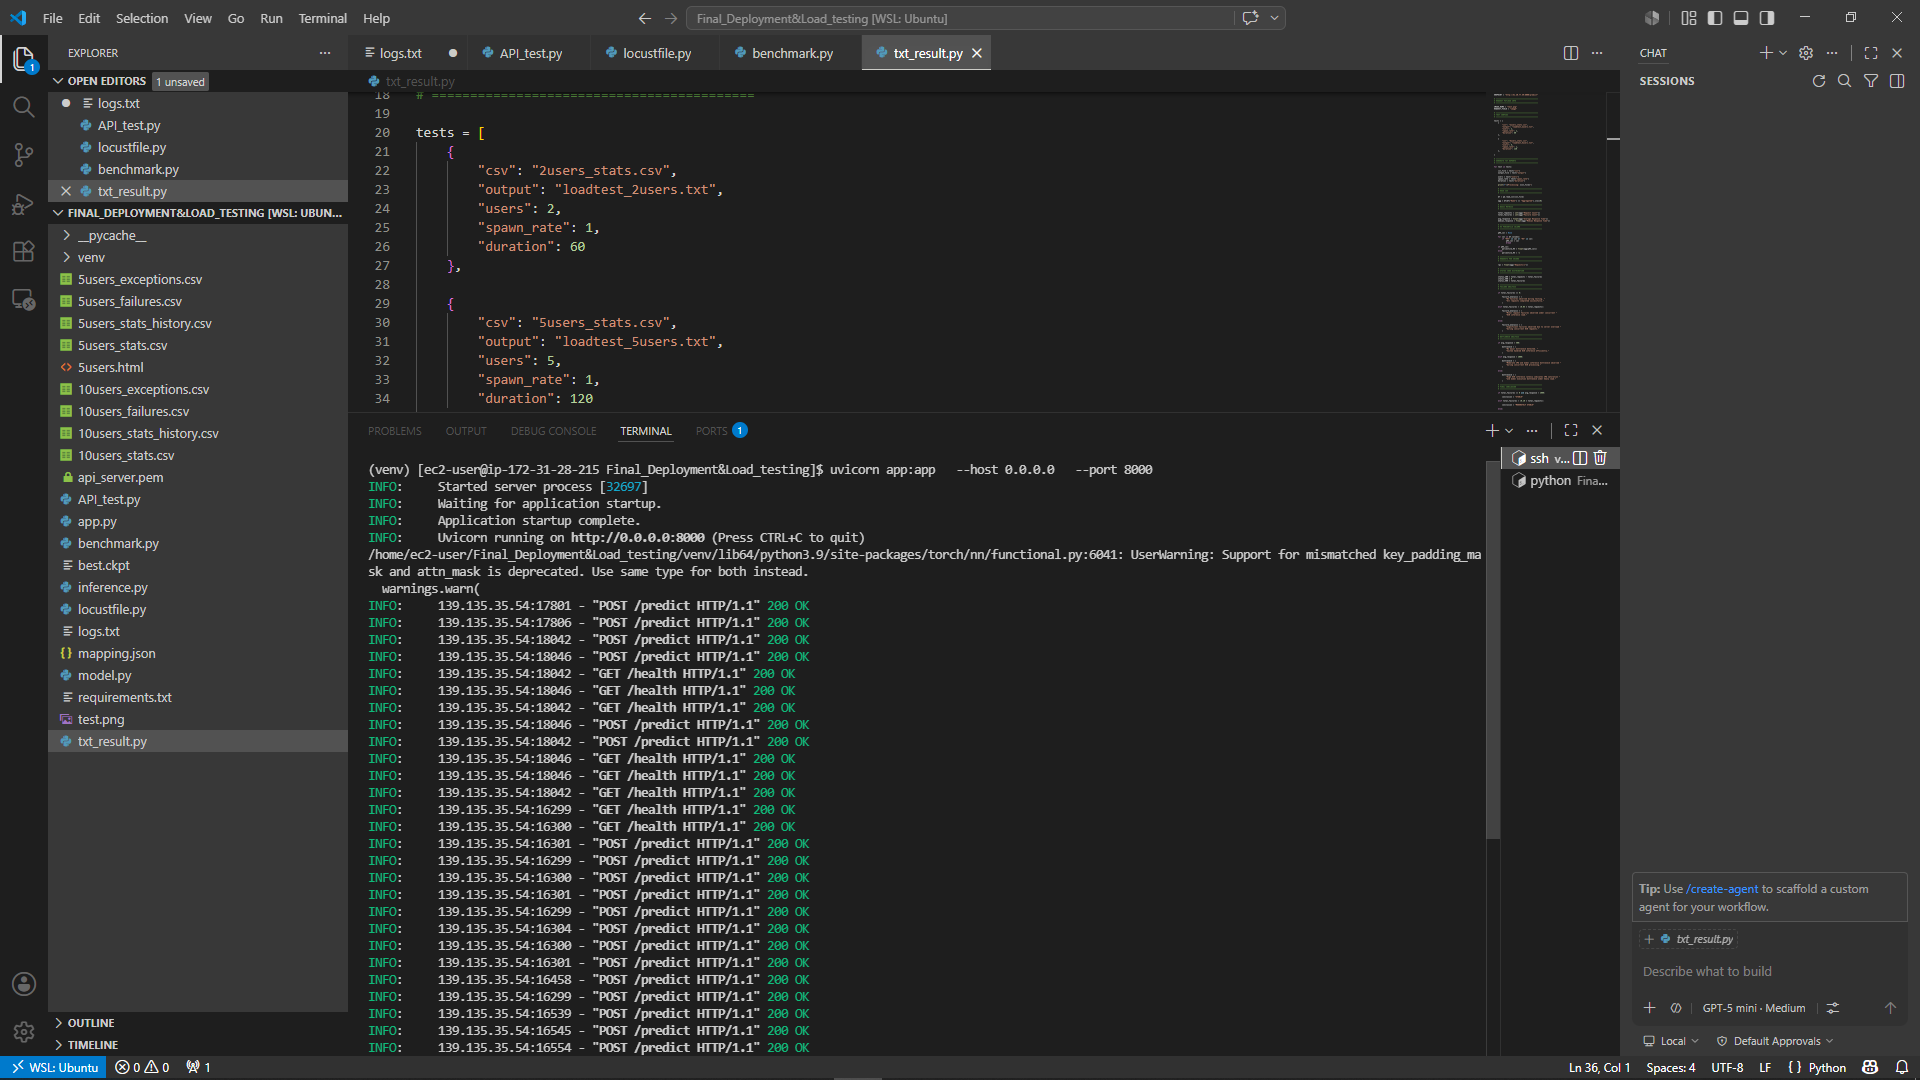 File Edit Selection View Go Run Terminal Help
Final_Deployment&Load_testing [WSL: Ubuntu]
EXPLORER
OPEN EDITORS 1 unsaved
logs.txt
API_test.py
locustfile.py
benchmark.py
txt_result.py
FINAL_DEPLOYMENT&LOAD_TESTING [WSL: UBUN...
__pycache__
venv
5users_exceptions.csv
5users_failures.csv
5users_stats_history.csv
5users_stats.csv
5users.html
10users_exceptions.csv
10users_failures.csv
10users_stats_history.csv
10users_stats.csv
api_server.pem
API_test.py
app.py
benchmark.py
best.ckpt
inference.py
locustfile.py
logs.txt
mapping.json
model.py
requirements.txt
test.png
txt_result.py
OUTLINE
TIMELINE
logs.txt API_test.py locustfile.py benchmark.py txt_result.py
txt_result.py
18 # ==========================================
19
20 tests = [
21 {
22 "csv": "2users_stats.csv",
23 "output": "loadtest_2users.txt",
24 "users": 2,
25 "spawn_rate": 1,
26 "duration": 60
27 },
28
29 {
30 "csv": "5users_stats.csv",
31 "output": "loadtest_5users.txt",
32 "users": 5,
33 "spawn_rate": 1,
34 "duration": 120
PROBLEMS OUTPUT DEBUG CONSOLE TERMINAL PORTS 1
(venv) [ec2-user@ip-172-31-28-215 Final_Deployment&Load_testing]$ uvicorn app:app --host 0.0.0.0 --port 8000
INFO: Started server process [32697]
INFO: Waiting for application startup.
INFO: Application startup complete.
INFO: Uvicorn running on http://0.0.0.0:8000 (Press CTRL+C to quit)
/home/ec2-user/Final_Deployment&Load_testing/venv/lib64/python3.9/site-packages/torch/nn/functional.py:6041: UserWarning: Support for mismatched key_padding_ma
sk and attn_mask is deprecated. Use same type for both instead.
warnings.warn(
INFO: 139.135.35.54:17801 - "POST /predict HTTP/1.1" 200 OK
INFO: 139.135.35.54:17806 - "POST /predict HTTP/1.1" 200 OK
INFO: 139.135.35.54:18042 - "POST /predict HTTP/1.1" 200 OK
INFO: 139.135.35.54:18046 - "POST /predict HTTP/1.1" 200 OK
INFO: 139.135.35.54:18042 - "GET /health HTTP/1.1" 200 OK
INFO: 139.135.35.54:18046 - "GET /health HTTP/1.1" 200 OK
INFO: 139.135.35.54:18042 - "GET /health HTTP/1.1" 200 OK
INFO: 139.135.35.54:18046 - "POST /predict HTTP/1.1" 200 OK
INFO: 139.135.35.54:18042 - "POST /predict HTTP/1.1" 200 OK
INFO: 139.135.35.54:18046 - "GET /health HTTP/1.1" 200 OK
INFO: 139.135.35.54:18046 - "GET /health HTTP/1.1" 200 OK
INFO: 139.135.35.54:18042 - "GET /health HTTP/1.1" 200 OK
INFO: 139.135.35.54:16299 - "GET /health HTTP/1.1" 200 OK
INFO: 139.135.35.54:16300 - "GET /health HTTP/1.1" 200 OK
INFO: 139.135.35.54:16301 - "POST /predict HTTP/1.1" 200 OK
INFO: 139.135.35.54:16299 - "POST /predict HTTP/1.1" 200 OK
INFO: 139.135.35.54:16300 - "POST /predict HTTP/1.1" 200 OK
INFO: 139.135.35.54:16301 - "POST /predict HTTP/1.1" 200 OK
INFO: 139.135.35.54:16299 - "POST /predict HTTP/1.1" 200 OK
INFO: 139.135.35.54:16304 - "POST /predict HTTP/1.1" 200 OK
INFO: 139.135.35.54:16300 - "POST /predict HTTP/1.1" 200 OK
INFO: 139.135.35.54:16301 - "POST /predict HTTP/1.1" 200 OK
INFO: 139.135.35.54:16458 - "POST /predict HTTP/1.1" 200 OK
INFO: 139.135.35.54:16299 - "POST /predict HTTP/1.1" 200 OK
INFO: 139.135.35.54:16539 - "POST /predict HTTP/1.1" 200 OK
INFO: 139.135.35.54:16545 - "POST /predict HTTP/1.1" 200 OK
INFO: 139.135.35.54:16554 - "POST /predict HTTP/1.1" 200 OK
ssh v...
python Fina...
CHAT
SESSIONS
Tip: Use /create-agent to scaffold a custom
agent for your workflow.
txt_result.py
Describe what to build
GPT-5 mini · Medium
Local Default Approvals
WSL: Ubuntu 0 0 1 Ln 36, Col 1 Spaces: 4 UTF-8 LF { } Python